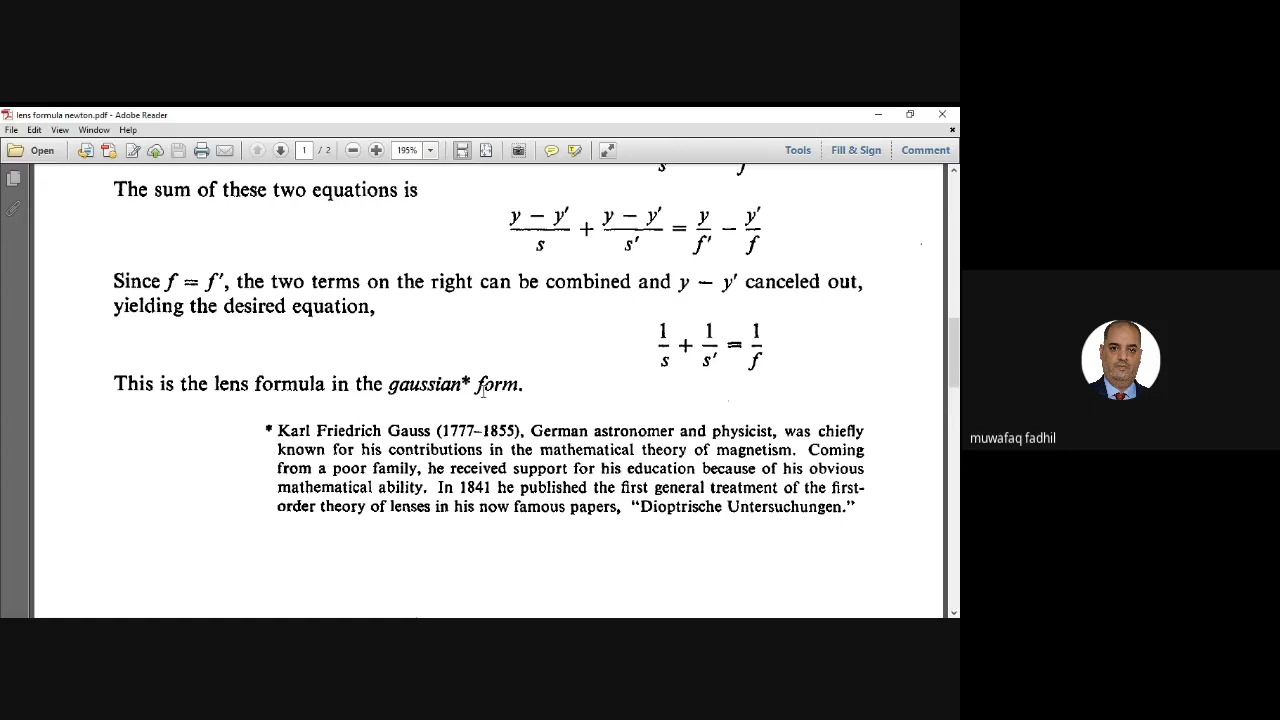 lens formula newton.pdf - Adobe Reader
File Edit View Window Help
Open 1 / 2 195% Tools Fill & Sign Comment
s f
The sum of these two equations is
y − y′ / s + y − y′ / s′ = y / f′ − y′ / f
Since f = f′, the two terms on the right can be combined and y − y′ canceled out,
yielding the desired equation,
1 / s + 1 / s′ = 1 / f
This is the lens formula in the gaussian* form.
* Karl Friedrich Gauss (1777–1855), German astronomer and physicist, was chiefly
known for his contributions in the mathematical theory of magnetism. Coming
from a poor family, he received support for his education because of his obvious
mathematical ability. In 1841 he published the first general treatment of the first-
order theory of lenses in his now famous papers, “Dioptrische Untersuchungen.”
muwafaq fadhil